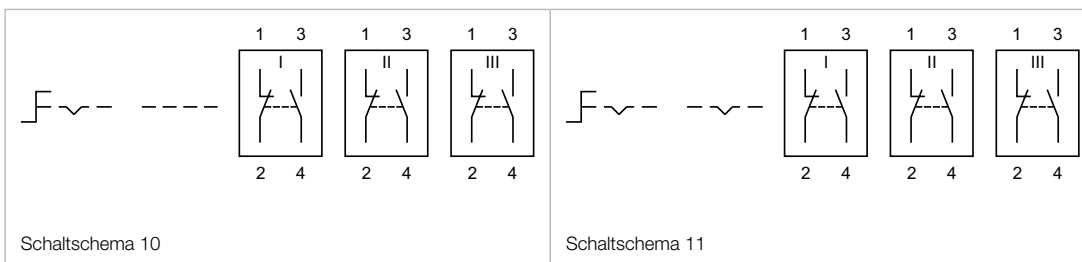 1 3 1 3 1 3
I II III
2 4 2 4 2 4
Schaltschema 10
1 3 1 3 1 3
I II III
2 4 2 4 2 4
Schaltschema 11